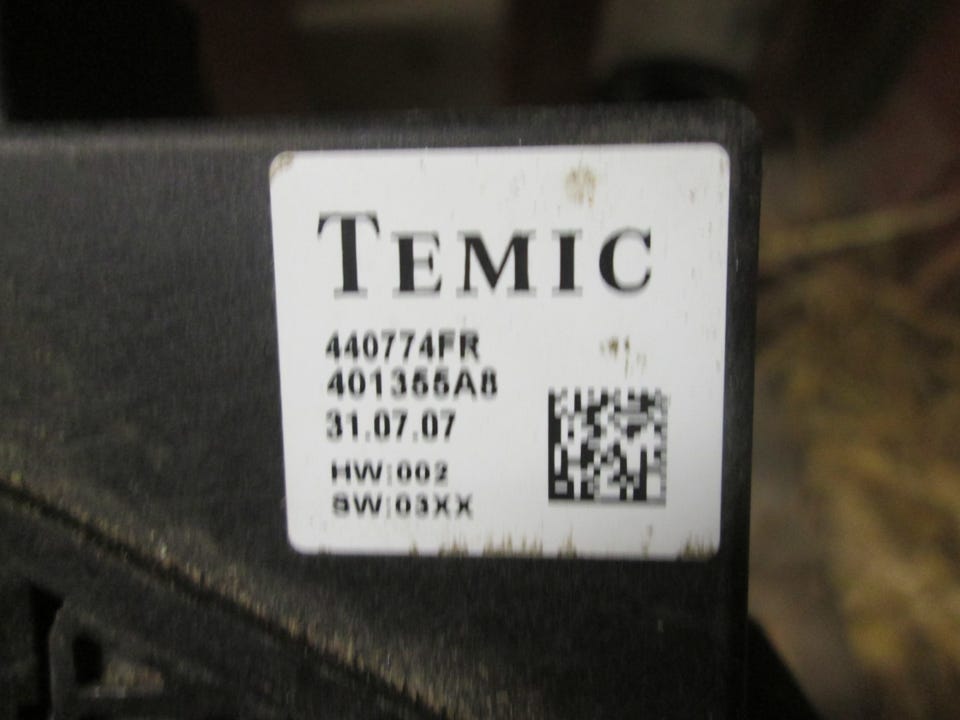 TEMIC
440774FR
401355A8
31.07.07
HW:002
SW:03XX